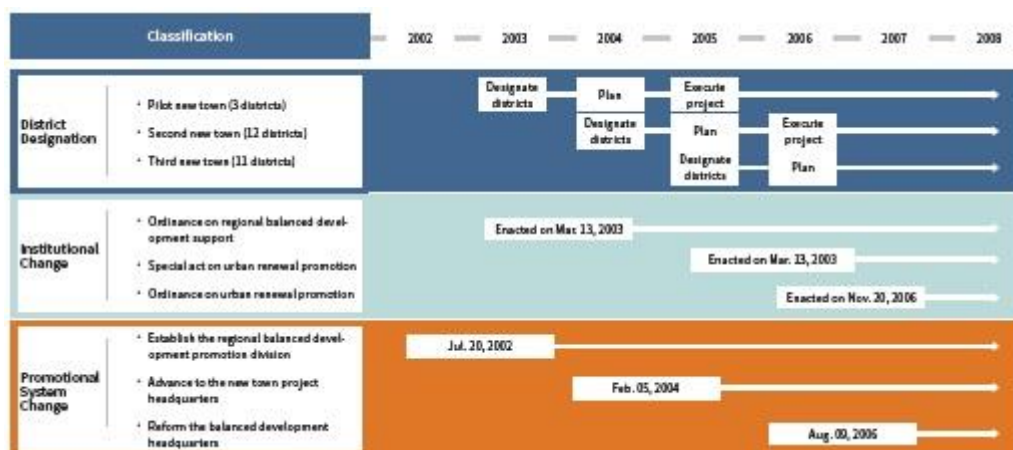 Classification
2002 2003 2004 2005 2006 2007 2008
District
Designation
• Pilot new town (3 districts)
• Second new town (12 districts)
• Third new town (11 districts)
Designate
districts
Plan
Execute
project
Designate
districts
Plan
Execute
project
Designate
districts
Plan
Institutional
Change
• Ordinance on regional balanced devel-
opment support
• Special act on urban renewal promotion
• Ordinance on urban renewal promotion
Enacted on Mar. 13, 2003
Enacted on Mar. 13, 2003
Enacted on Nov. 20, 2006
Promotional
System
Change
• Establish the regional balanced devel-
opment promotion division
• Advance to the new town project
headquarters
• Reform the balanced development
headquarters
Jul. 20, 2002
Feb. 05, 2004
Aug. 09, 2006